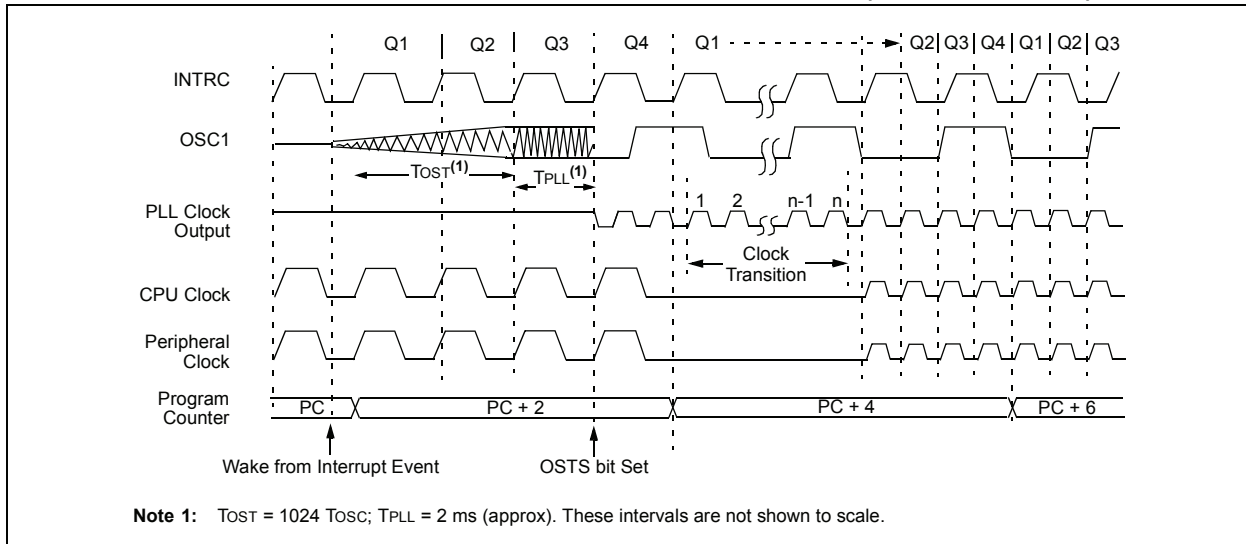 Q1 Q2 Q3 Q4 Q1 Q2 Q3 Q4 Q1 Q2 Q3
INTRC
OSC1
TOST(1) TPLL(1)
1 2 n-1 n
PLL Clock
Output
Clock
Transition
CPU Clock
Peripheral
Clock
Program
Counter
PC PC + 2 PC + 4 PC + 6
Wake from Interrupt Event OSTS bit Set
Note 1: TOST = 1024 TOSC; TPLL = 2 ms (approx). These intervals are not shown to scale.